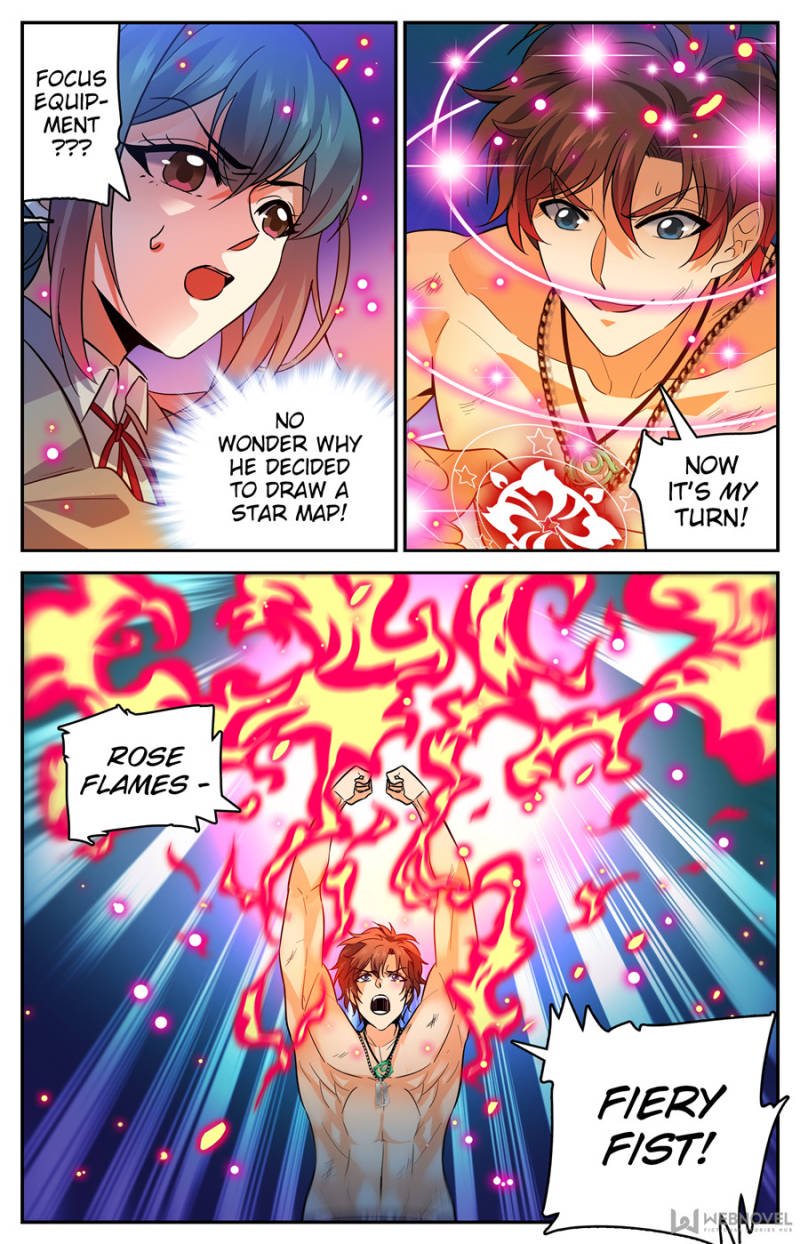 FOCUS
EQUIP-
MENT
???
NO
WONDER WHY
HE DECIDED
TO DRAW A
STAR MAP!
NOW
IT'S MY
TURN!
ROSE
FLAMES -
FIERY
FIST!
WEBNOVEL